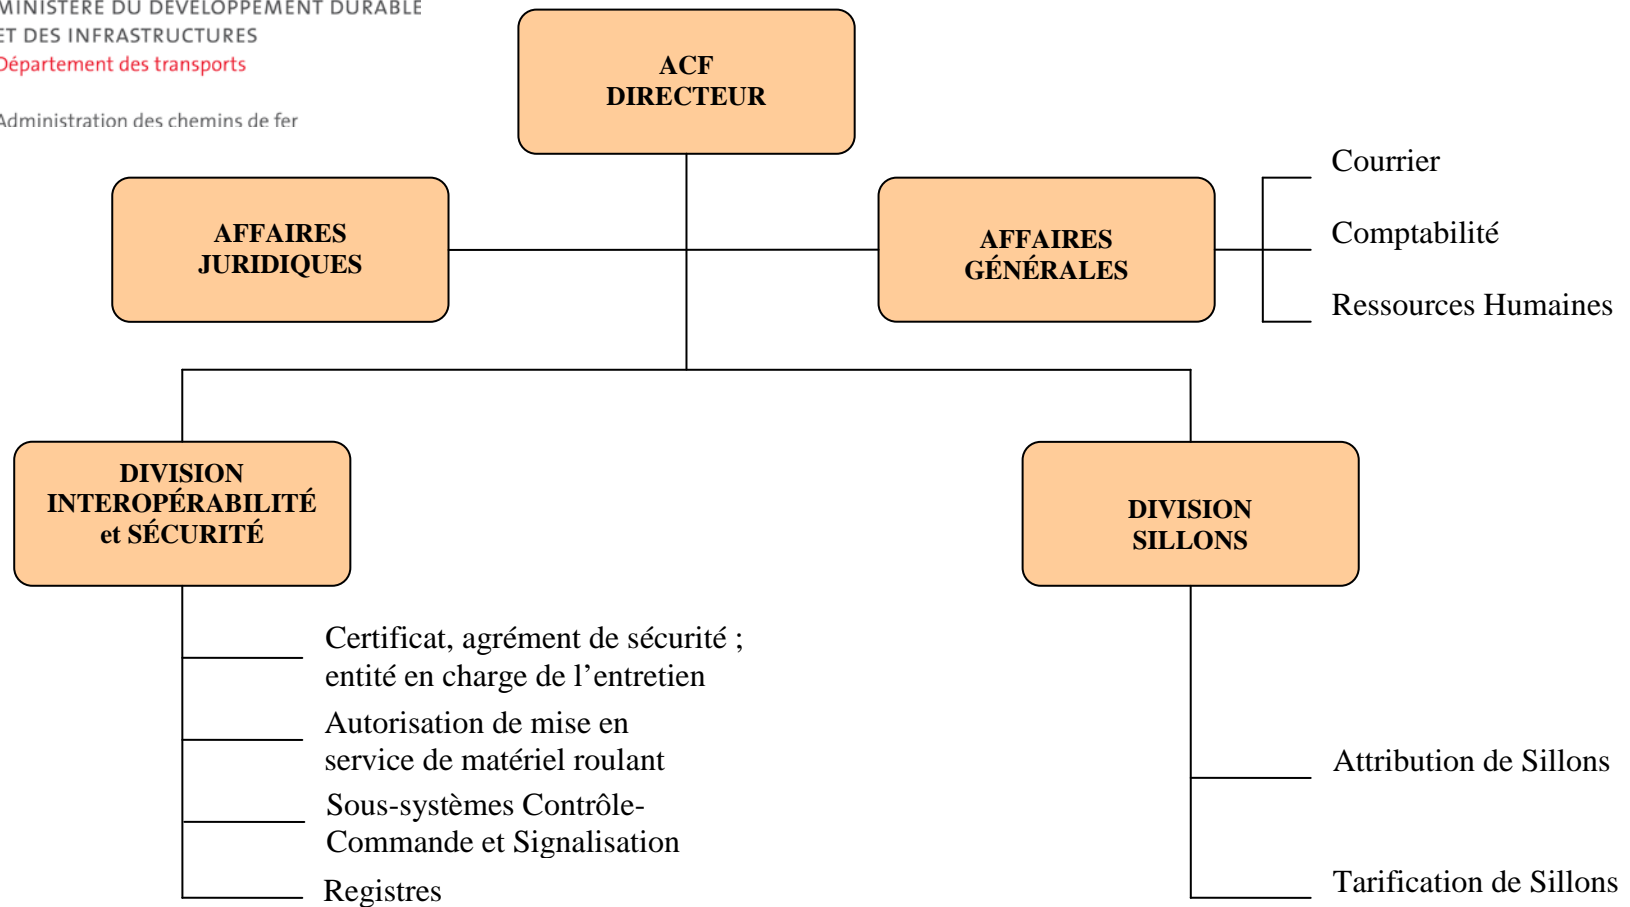 MINISTÈRE DU DÉVELOPPEMENT DURABLE
ET DES INFRASTRUCTURES
Département des transports
Administration des chemins de fer
ACF
DIRECTEUR
AFFAIRES
JURIDIQUES
AFFAIRES
GÉNÉRALES
Courrier
Comptabilité
Ressources Humaines
DIVISION
INTEROPÉRABILITÉ
et SÉCURITÉ
DIVISION
SILLONS
Certificat, agrément de sécurité ;
entité en charge de l’entretien
Autorisation de mise en
service de matériel roulant
Sous-systèmes Contrôle-
Commande et Signalisation
Registres
Attribution de Sillons
Tarification de Sillons